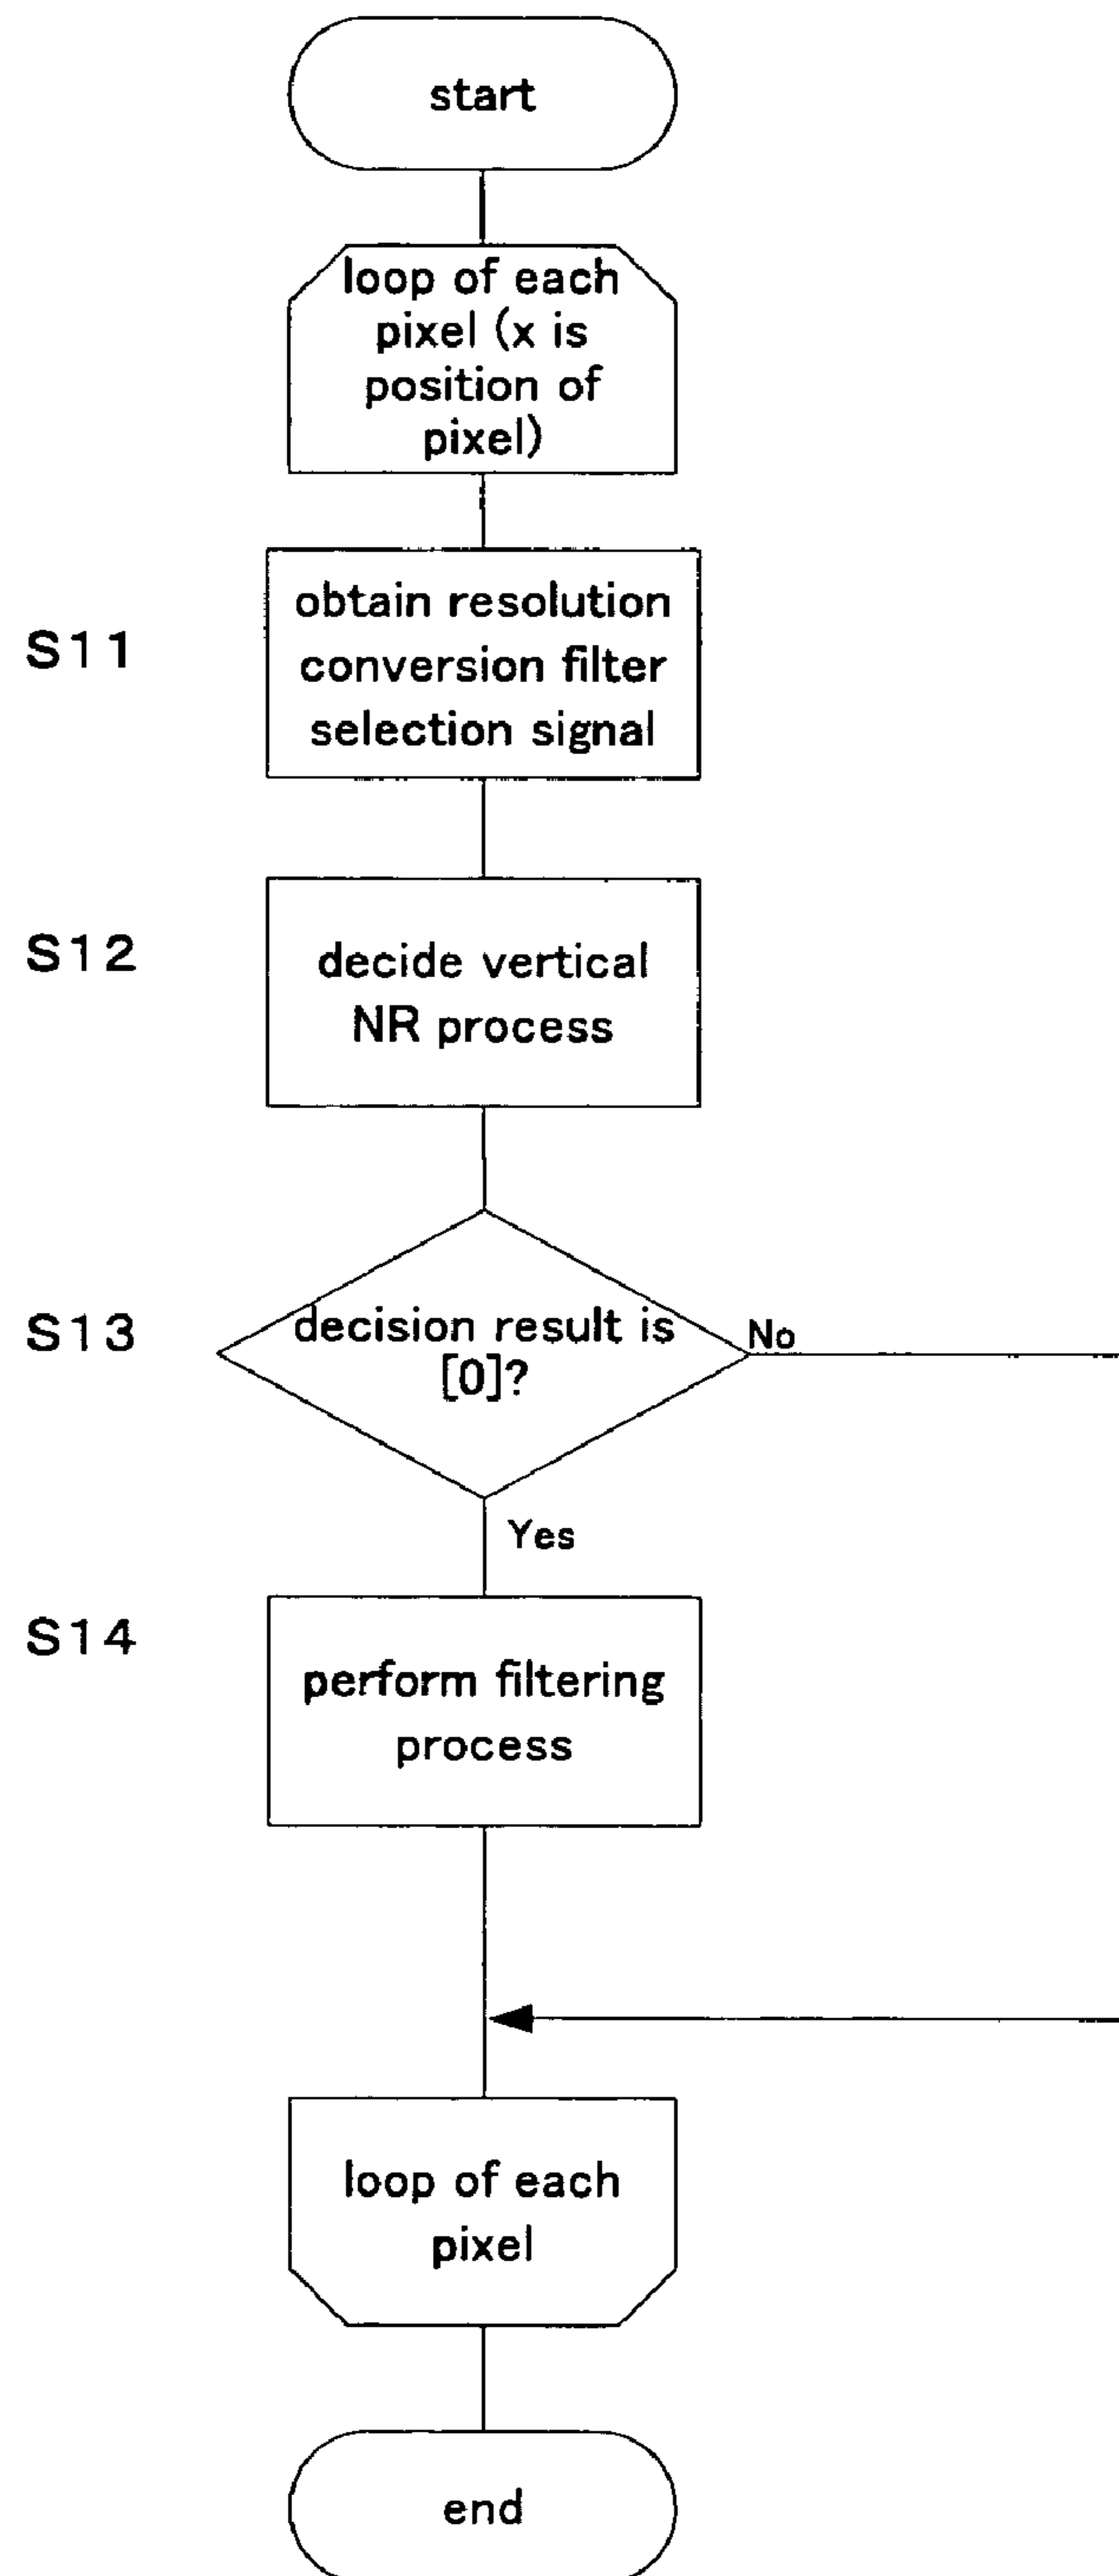 start
loop of each
pixel (x is
position of
pixel)
S11
obtain resolution
conversion filter
selection signal
S12
decide vertical
NR process
S13
decision result is
[0]?
No
Yes
S14
perform filtering
process
loop of each
pixel
end